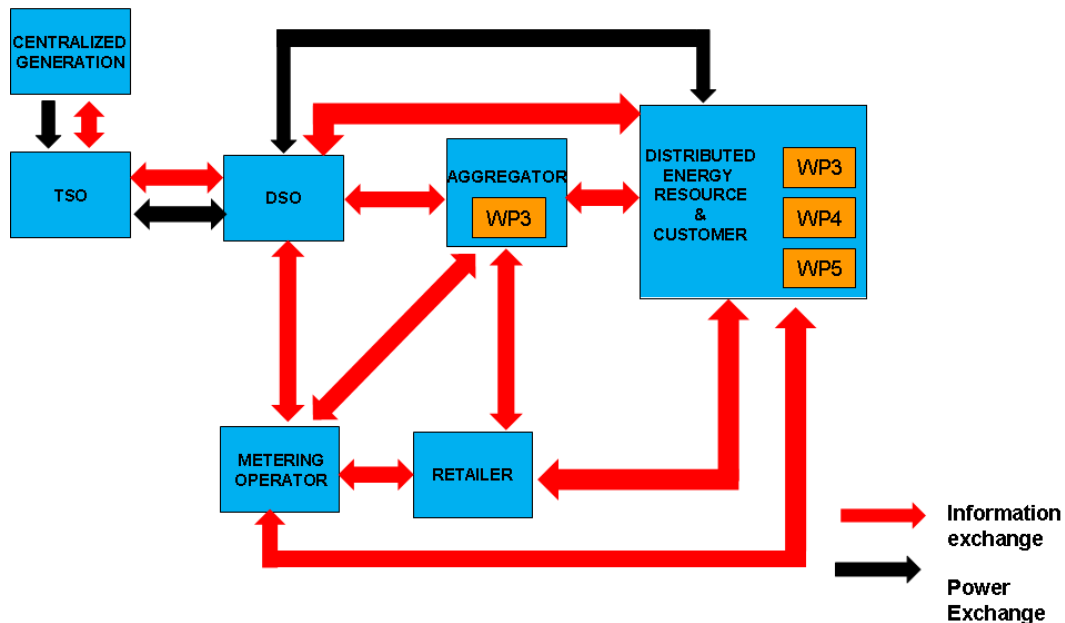 CENTRALIZED
GENERATION
TSO
DSO
AGGREGATOR
WP3
DISTRIBUTED
ENERGY
RESOURCE
&
CUSTOMER
WP3
WP4
WP5
METERING
OPERATOR
RETAILER
Information
exchange
Power
Exchange